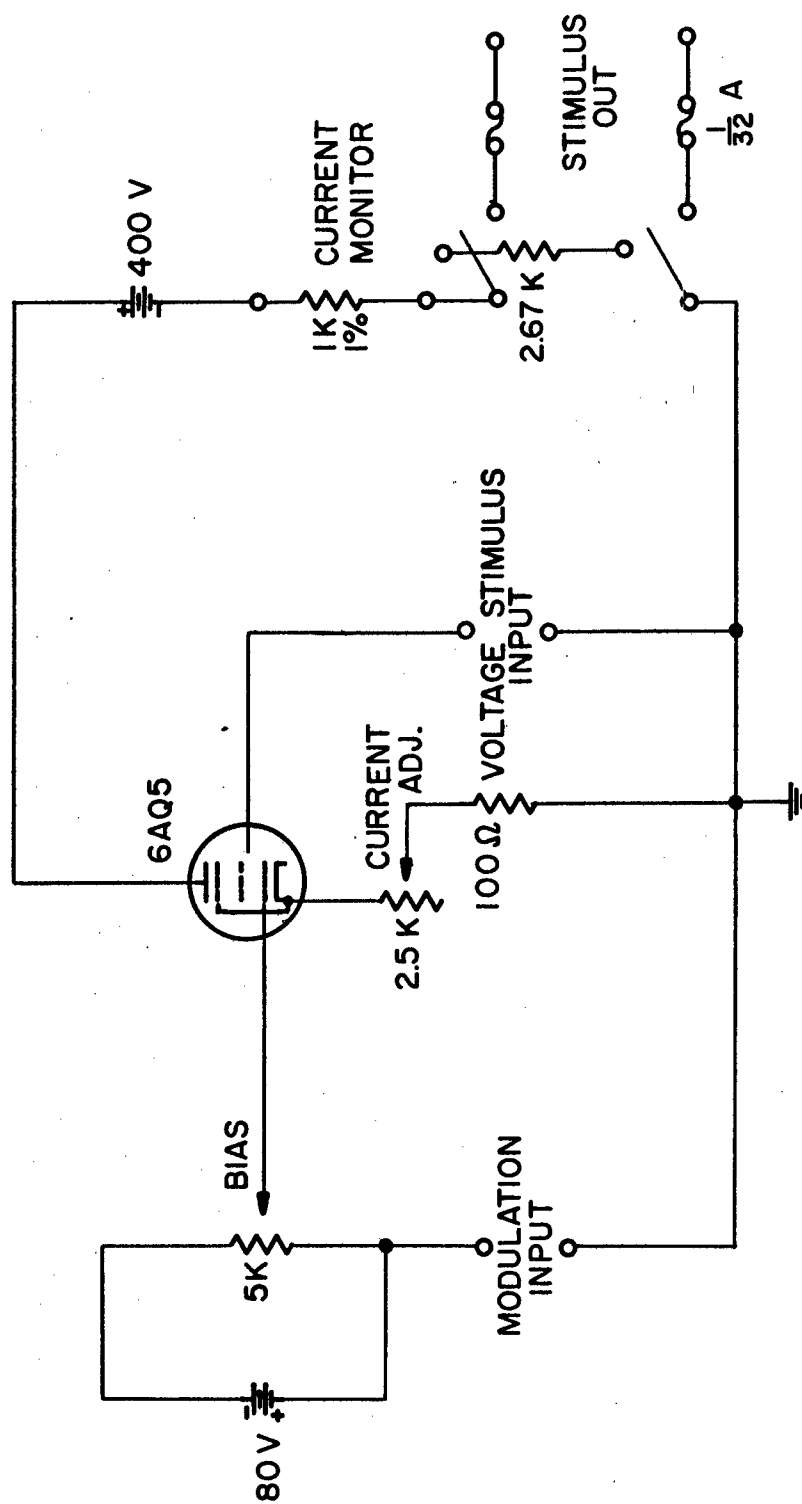 80 V
-
+
5K
BIAS
MODULATION
INPUT
6AQ5
2.5 K
CURRENT
ADJ.
100 Ω
VOLTAGE STIMULUS
INPUT
+
-
400 V
1K
1%
CURRENT
MONITOR
2.67 K
STIMULUS
OUT
1/32 A